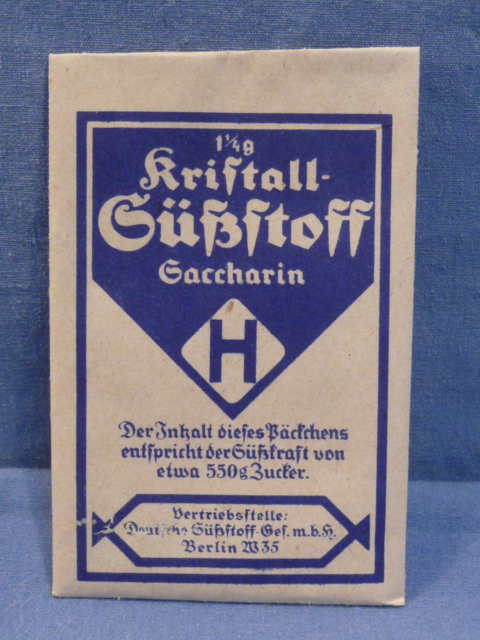 1¼g
Kristall-
Süßstoff
Saccharin
H
Der Inhalt dieses Päckchens
entspricht der Süßkraft von
etwa 550g Zucker.
Vertriebsstelle:
Deutsche Süßstoff-Ges. m.b.H.
Berlin W35